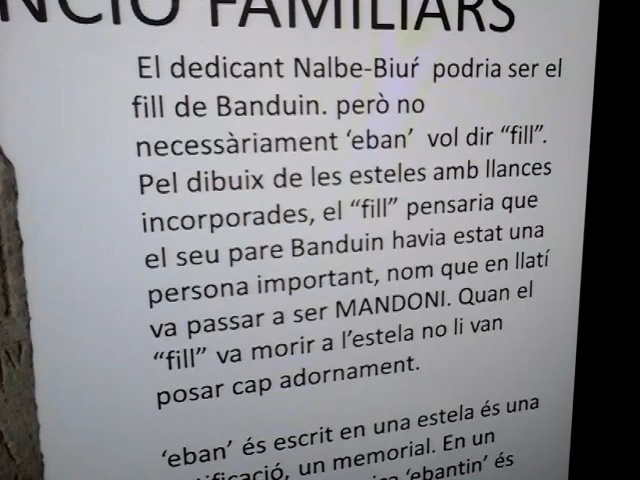 NCIÓ FAMILIARS
El dedicant Nalbe-Biuŕ podria ser el
fill de Banduin. però no
necessàriament ‘eban’ vol dir “fill”.
Pel dibuix de les esteles amb llances
incorporades, el “fill” pensaria que
el seu pare Banduin havia estat una
persona important, nom que en llatí
va passar a ser MANDONI. Quan el
“fill” va morir a l’estela no li van
posar cap adornament.
‘eban’ és escrit en una estela és una
un memorial. En un
‘ebantin’ és